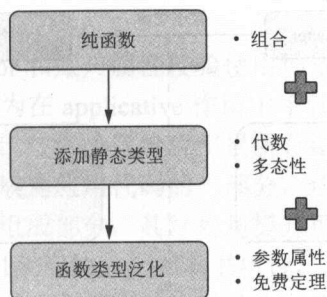 纯函数
• 组合
添加静态类型
• 代数
• 多态性
函数类型泛化
• 参数属性
• 免费定理